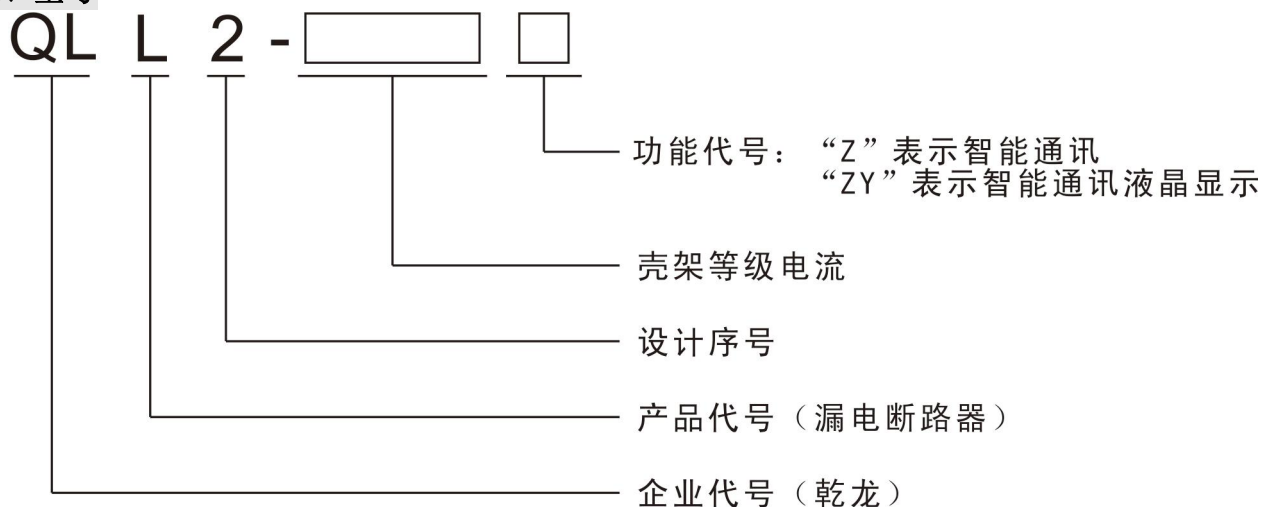 QL L 2 -
功能代号：“Z”表示智能通讯
“ZY”表示智能通讯液晶显示
壳架等级电流
设计序号
产品代号（漏电断路器）
企业代号（乾龙）